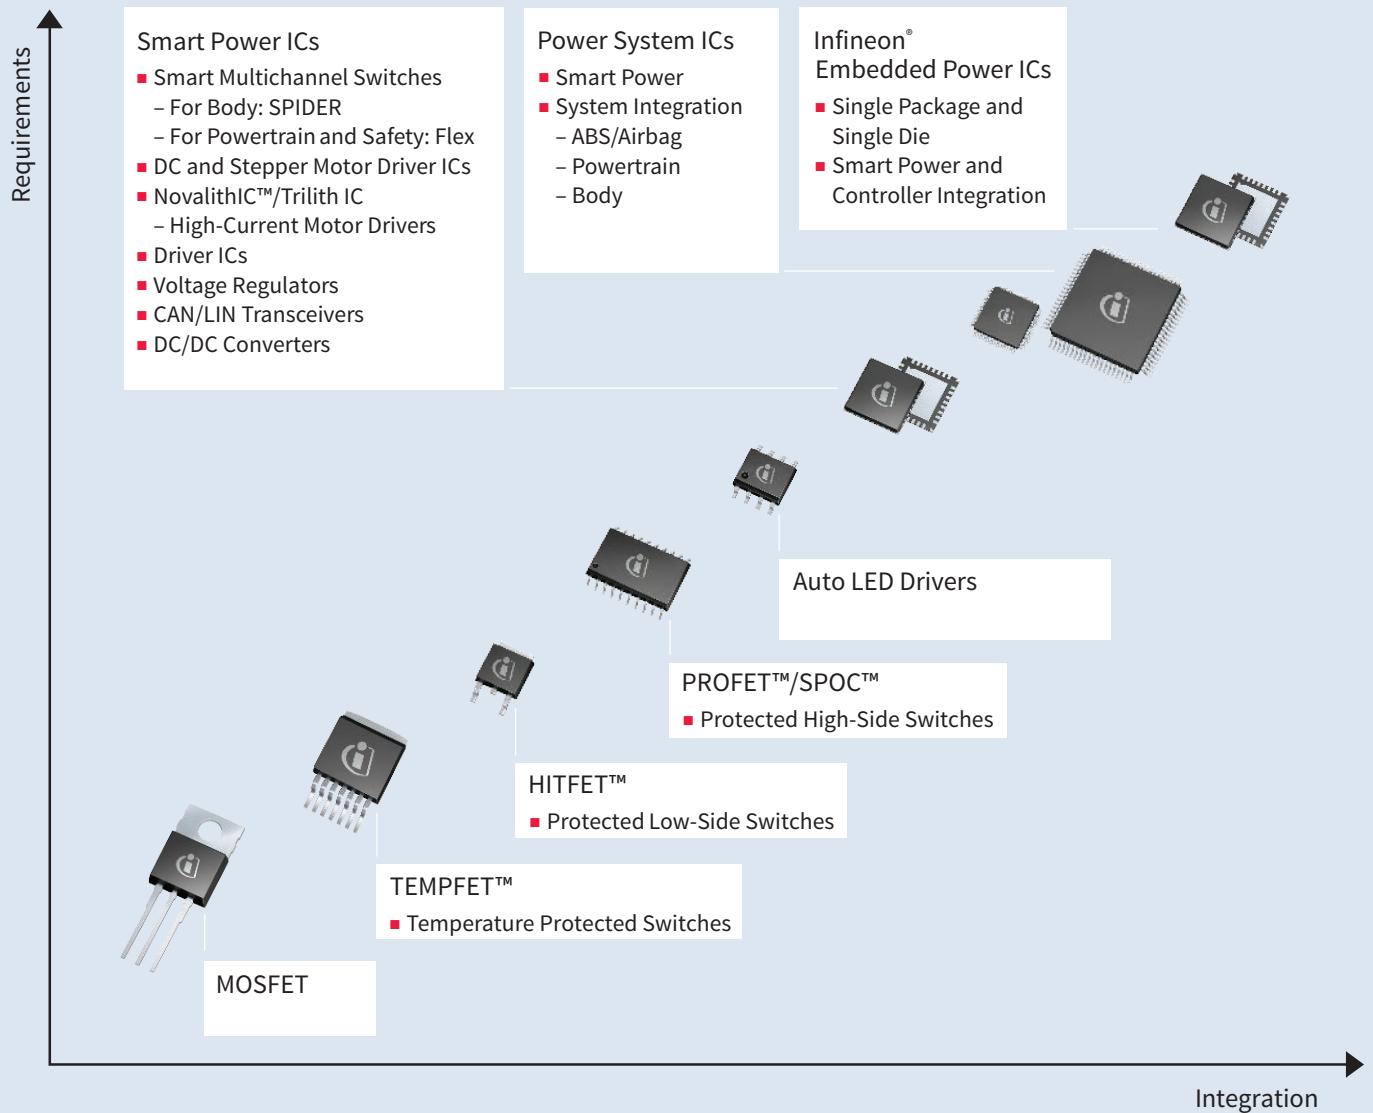 Requirements
Smart Power ICs
■ Smart Multichannel Switches
– For Body: SPIDER
– For Powertrain and Safety: Flex
■ DC and Stepper Motor Driver ICs
■ NovalithIC™/Trilith IC
– High-Current Motor Drivers
■ Driver ICs
■ Voltage Regulators
■ CAN/LIN Transceivers
■ DC/DC Converters
Power System ICs
■ Smart Power
■ System Integration
– ABS/Airbag
– Powertrain
– Body
Infineon®
Embedded Power ICs
■ Single Package and
Single Die
■ Smart Power and
Controller Integration
Auto LED Drivers
PROFET™/SPOC™
■ Protected High-Side Switches
HITFET™
■ Protected Low-Side Switches
TEMPFET™
■ Temperature Protected Switches
MOSFET
Integration